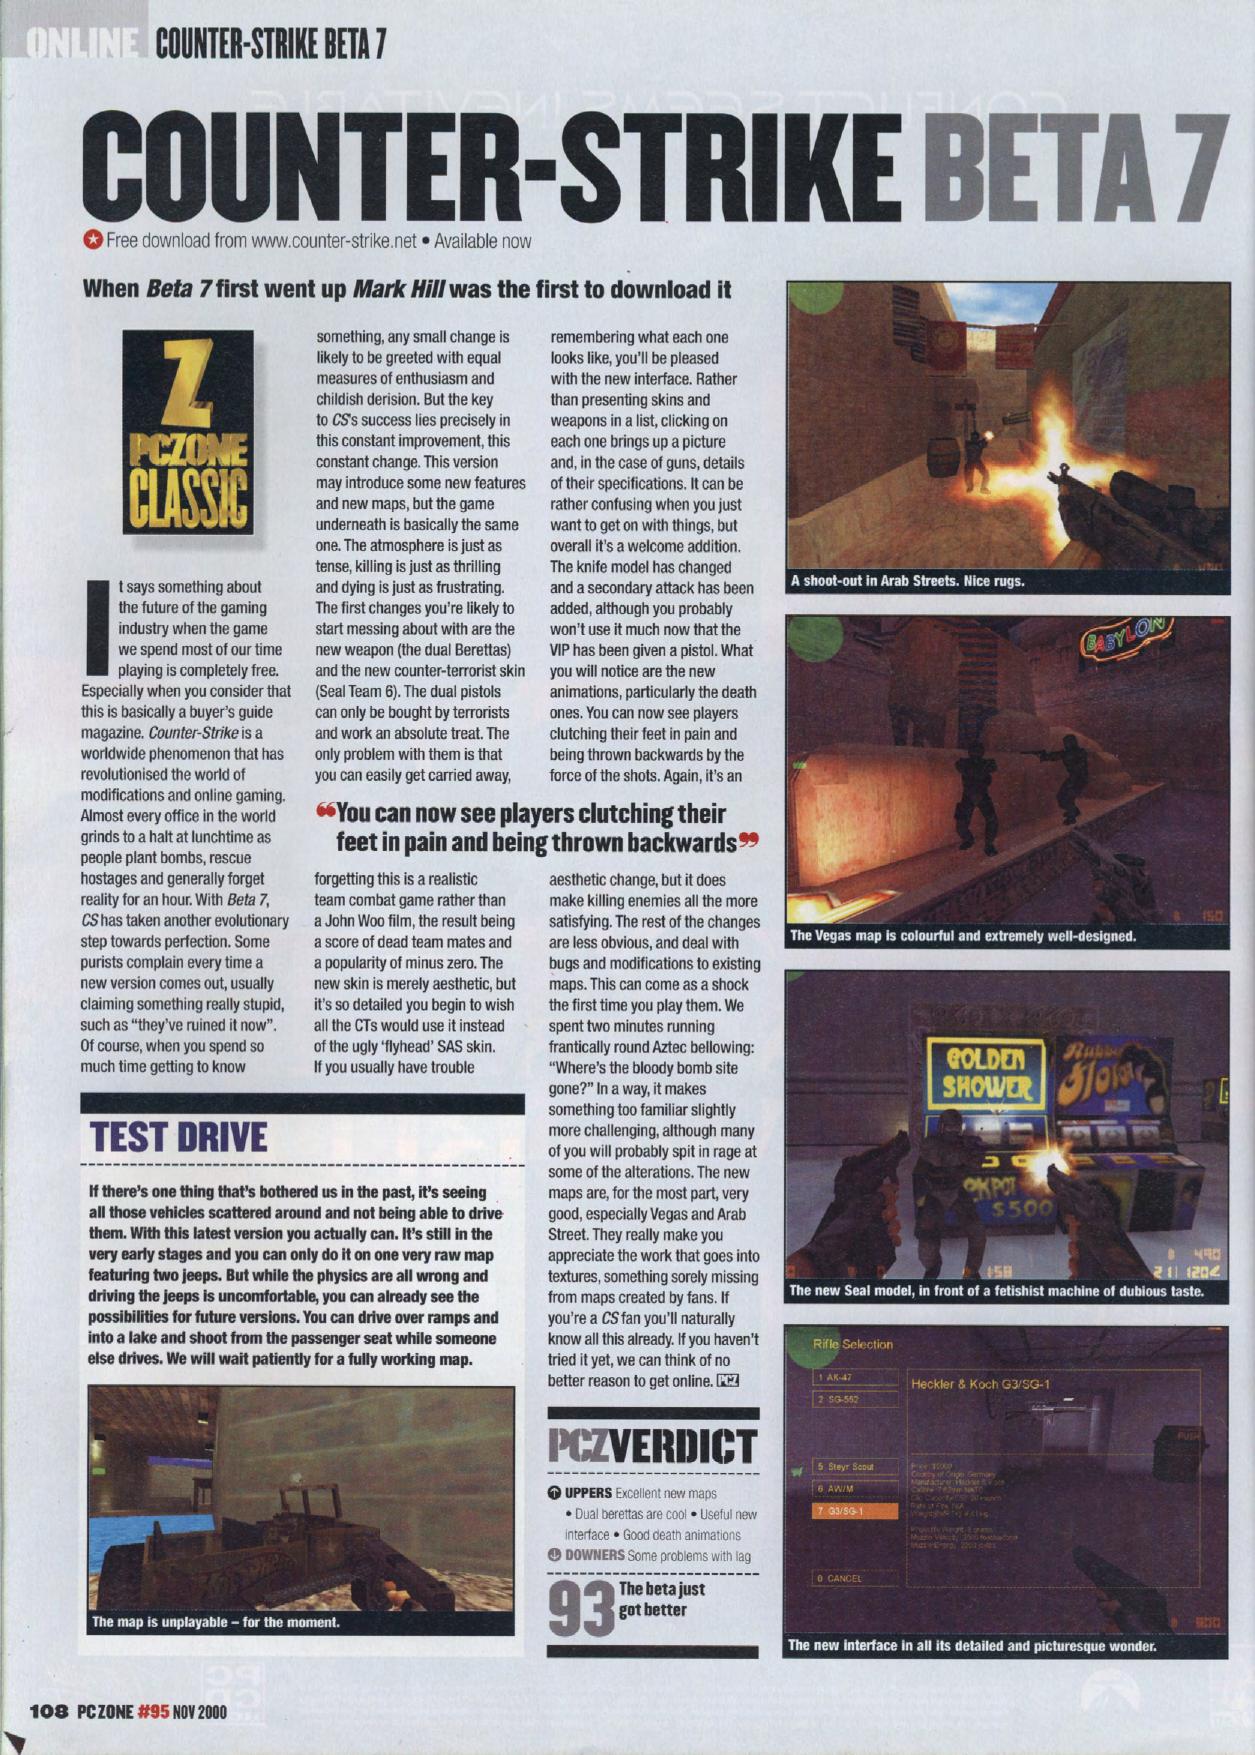 ONLINE COUNTER-STRIKE BETA 7
COUNTER-STRIKE BETA 7
Free download from www.counter-strike.net • Available now
When Beta 7 first went up Mark Hill was the first to download it
Z
PCZONE
CLASSIC
It says something about
the future of the gaming
industry when the game
we spend most of our time
playing is completely free.
Especially when you consider that
this is basically a buyer's guide
magazine. Counter-Strike is a
worldwide phenomenon that has
revolutionised the world of
modifications and online gaming.
Almost every office in the world
grinds to a halt at lunchtime as
people plant bombs, rescue
hostages and generally forget
reality for an hour. With Beta 7,
CS has taken another evolutionary
step towards perfection. Some
purists complain every time a
new version comes out, usually
claiming something really stupid,
such as "they've ruined it now".
Of course, when you spend so
much time getting to know
something, any small change is
likely to be greeted with equal
measures of enthusiasm and
childish derision. But the key
to CS's success lies precisely in
this constant improvement, this
constant change. This version
may introduce some new features
and new maps, but the game
underneath is basically the same
one. The atmosphere is just as
tense, killing is just as thrilling
and dying is just as frustrating.
The first changes you're likely to
start messing about with are the
new weapon (the dual Berettas)
and the new counter-terrorist skin
(Seal Team 6). The dual pistols
can only be bought by terrorists
and work an absolute treat. The
only problem with them is that
you can easily get carried away,
forgetting this is a realistic
team combat game rather than
a John Woo film, the result being
a score of dead team mates and
a popularity of minus zero. The
new skin is merely aesthetic, but
it's so detailed you begin to wish
all the CTs would use it instead
of the ugly 'flyhead' SAS skin.
If you usually have trouble
remembering what each one
looks like, you'll be pleased
with the new interface. Rather
than presenting skins and
weapons in a list, clicking on
each one brings up a picture
and, in the case of guns, details
of their specifications. It can be
rather confusing when you just
want to get on with things, but
overall it's a welcome addition.
The knife model has changed
and a secondary attack has been
added, although you probably
won't use it much now that the
VIP has been given a pistol. What
you will notice are the new
animations, particularly the death
ones. You can now see players
clutching their feet in pain and
being thrown backwards by the
force of the shots. Again, it's an
aesthetic change, but it does
make killing enemies all the more
satisfying. The rest of the changes
are less obvious, and deal with
bugs and modifications to existing
maps. This can come as a shock
the first time you play them. We
spent two minutes running
frantically round Aztec bellowing:
"Where's the bloody bomb site
gone?" In a way, it makes
something too familiar slightly
more challenging, although many
of you will probably spit in rage at
some of the alterations. The new
maps are, for the most part, very
good, especially Vegas and Arab
Street. They really make you
appreciate the work that goes into
textures, something sorely missing
from maps created by fans. If
you're a CS fan you'll naturally
know all this already. If you haven't
tried it yet, we can think of no
better reason to get online. PCZ
"You can now see players clutching their
feet in pain and being thrown backwards"
TEST DRIVE
If there's one thing that's bothered us in the past, it's seeing
all those vehicles scattered around and not being able to drive
them. With this latest version you actually can. It's still in the
very early stages and you can only do it on one very raw map
featuring two jeeps. But while the physics are all wrong and
driving the jeeps is uncomfortable, you can already see the
possibilities for future versions. You can drive over ramps and
into a lake and shoot from the passenger seat while someone
else drives. We will wait patiently for a fully working map.
The map is unplayable – for the moment.
PCZVERDICT
UPPERS Excellent new maps
• Dual berettas are cool • Useful new
interface • Good death animations
DOWNERS Some problems with lag
93 The beta just
got better
A shoot-out in Arab Streets. Nice rugs.
BABYLON
150
The Vegas map is colourful and extremely well-designed.
GOLDEN
SHOWER
$500
The new Seal model, in front of a fetishist machine of dubious taste.
Rifle Selection
1 AK-47
2 SG-552
5 Steyr Scout
6 AW/M
7 G3/SG-1
0 CANCEL
Heckler & Koch G3/SG-1
The new interface in all its detailed and picturesque wonder.
108 PCZONE #95 NOV 2000